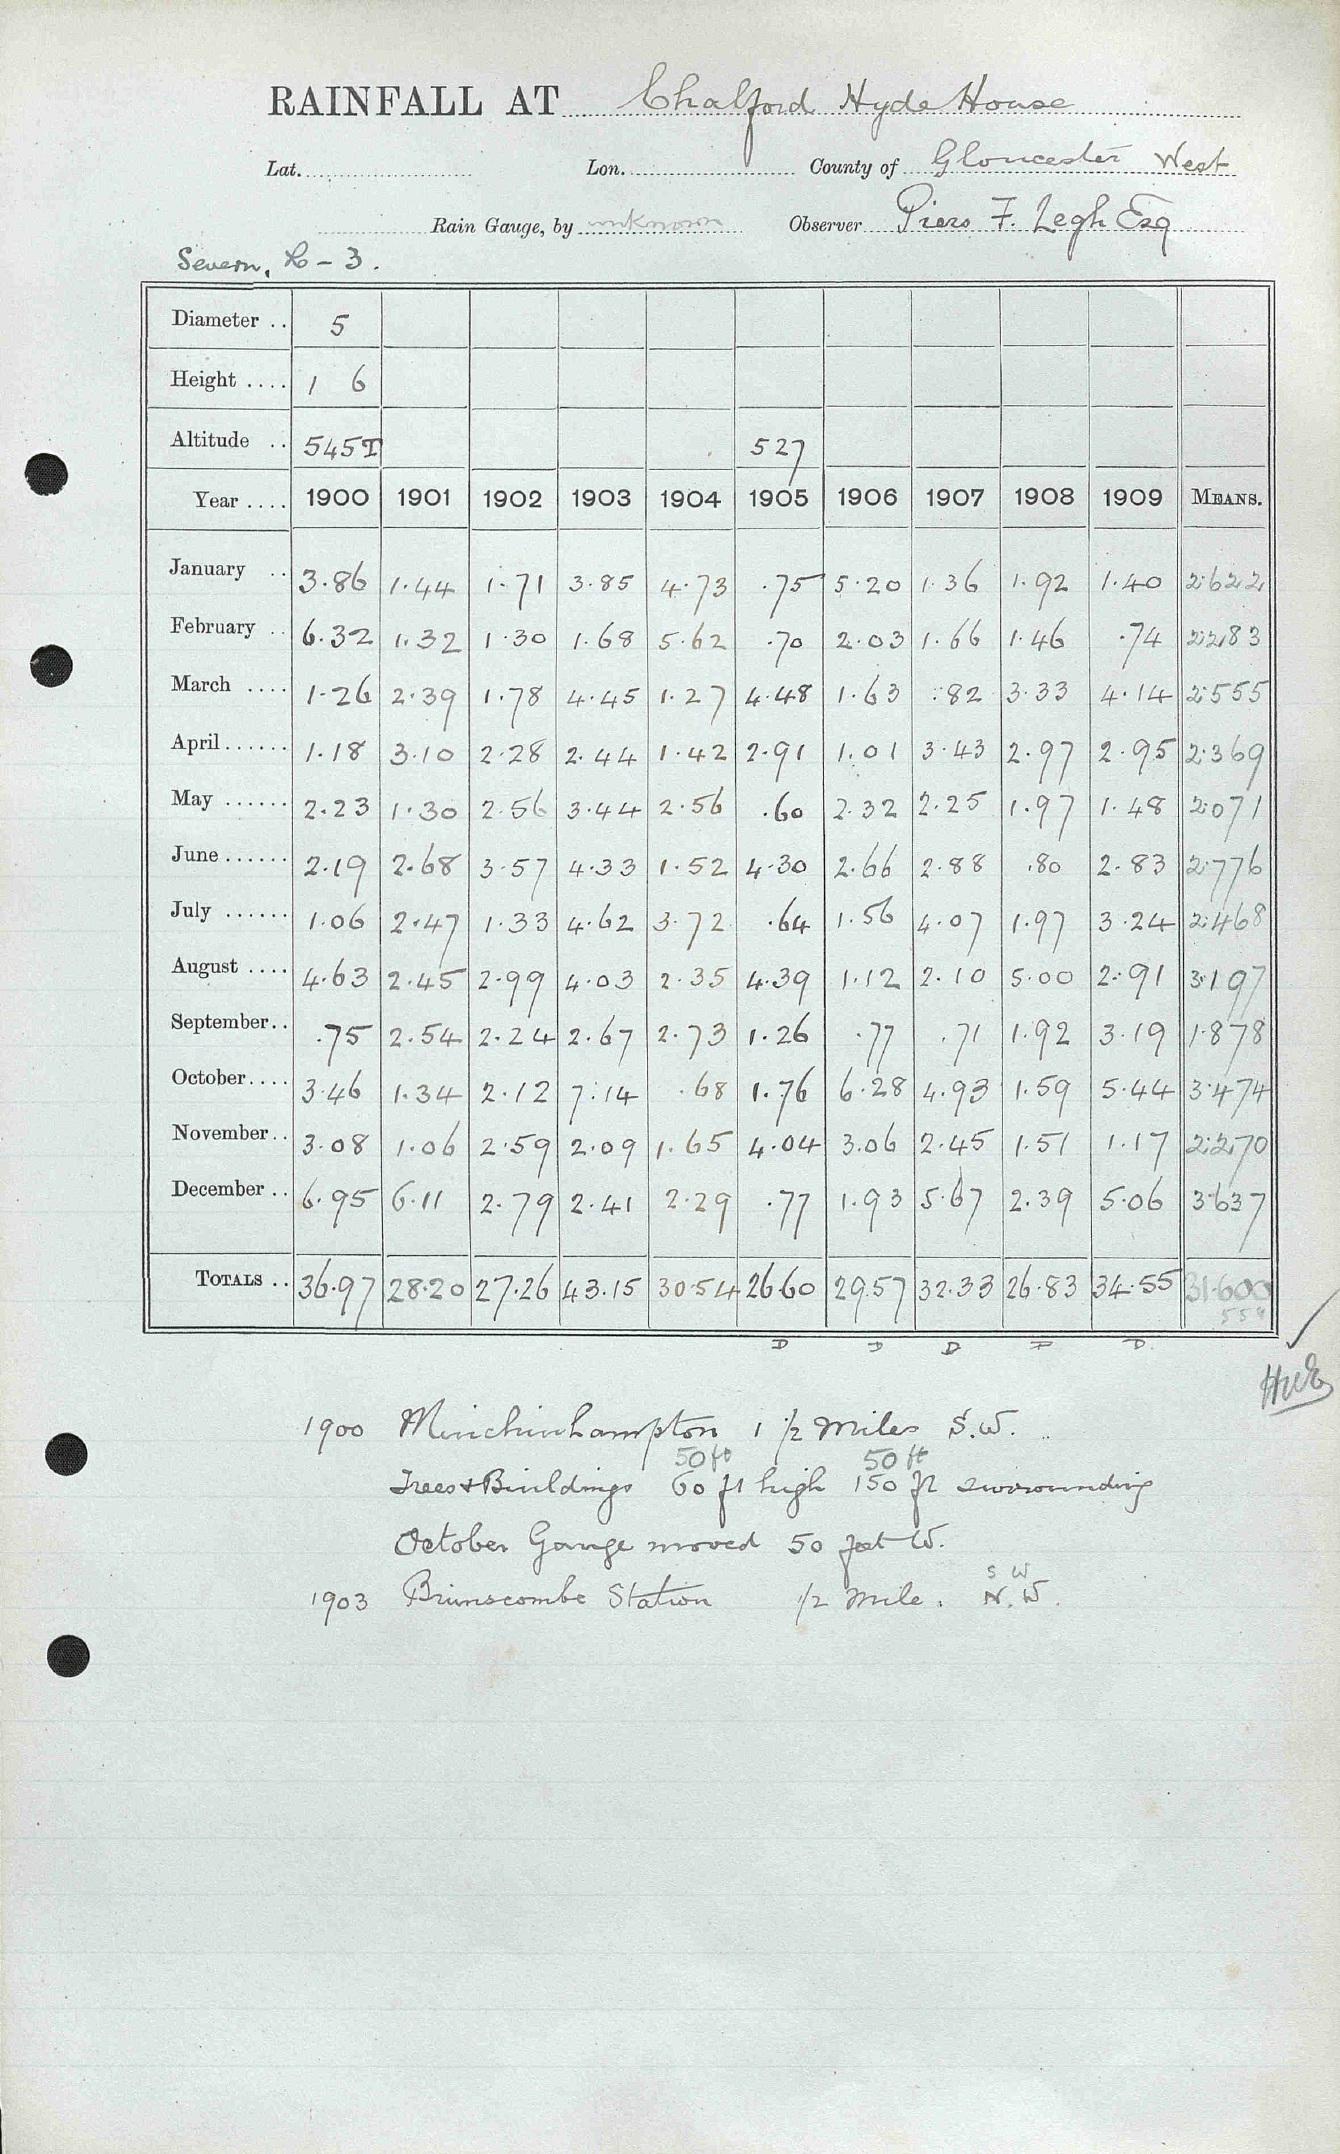 RAINFALL AT Chalford Hyde House
Lat. Lon. County of Gloucester West
Rain Gauge, by unknown Observer Piers F. Legh Esq
Severn, R - 3.
Diameter .. 5
Height .... 1 6
Altitude .. 545T 527
Year .... 1900 1901 1902 1903 1904 1905 1906 1907 1908 1909 MEANS.
January .. 3.86 1.44 1.71 3.85 4.73 .75 5.20 1.36 1.92 1.40 2.622
February .. 6.32 1.32 1.30 1.68 5.62 .70 2.03 1.66 1.46 .74 2.283
March .... 1.26 2.39 1.78 4.45 1.27 4.48 1.63 .82 3.33 4.14 2.555
April...... 1.18 3.10 2.28 2.44 1.42 2.91 1.01 3.43 2.97 2.95 2.369
May ...... 2.23 1.30 2.56 3.44 2.56 .60 2.32 2.25 1.97 1.48 2.071
June...... 2.19 2.68 3.57 4.33 1.52 4.30 2.66 2.88 .80 2.83 2.776
July ...... 1.06 2.47 1.33 4.62 3.72 .64 1.56 4.07 1.97 3.24 2.468
August .... 4.63 2.45 2.99 4.03 2.35 4.39 1.12 2.10 5.00 2.91 3.197
September.. .75 2.54 2.24 2.67 2.73 1.26 .77 .71 1.92 3.19 1.878
October.... 3.46 1.34 2.12 7.14 .68 1.76 6.28 4.93 1.59 5.44 3.474
November.. 3.08 1.06 2.59 2.09 1.65 4.04 3.06 2.45 1.51 1.17 2.270
December .. 6.95 6.11 2.79 2.41 2.29 .77 1.93 5.67 2.39 5.06 3.637
TOTALS .. 36.97 28.20 27.26 43.15 30.54 26.60 29.57 32.33 26.83 34.55 31.600
559
D D D D D
1900 Minchinhampton 1 1/2 Miles S.W.
50 ft 50 ft
Trees & Buildings 60 ft high 150 ft surrounding
October Gauge moved 50 feet W.
S W
1903 Brimscombe Station 1/2 Mile. N.W.